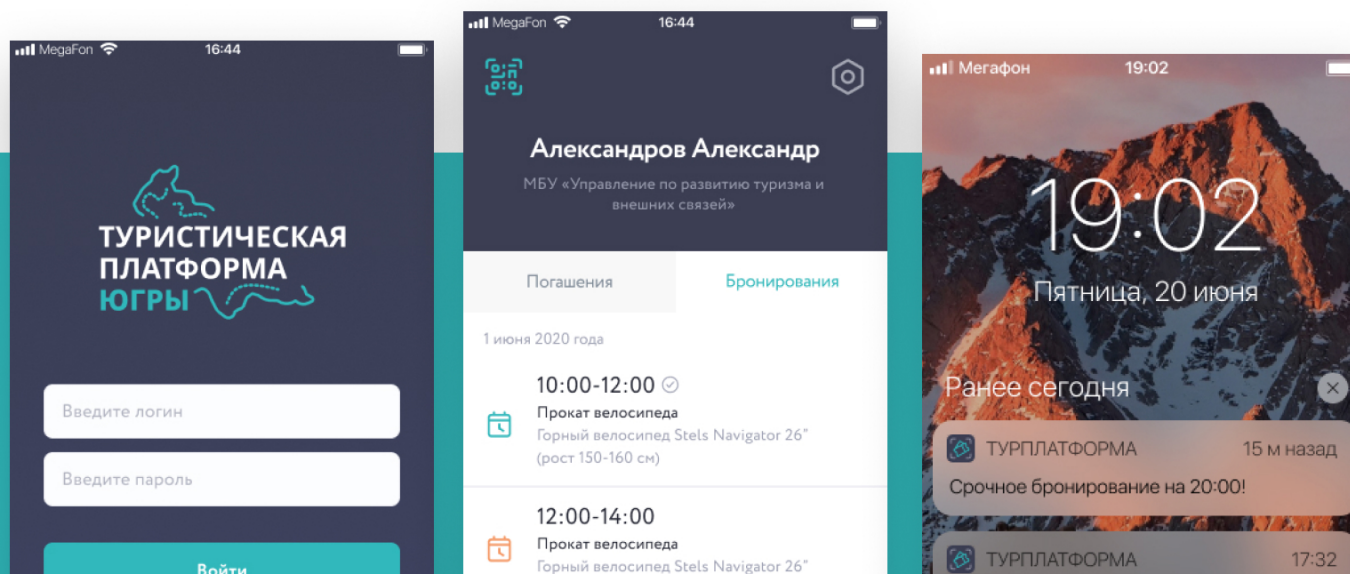 MegaFon 16:44
ТУРИСТИЧЕСКАЯ
ПЛАТФОРМА
ЮГРЫ
Введите логин
Введите пароль
Войти
MegaFon 16:44
Александров Александр
МБУ «Управление по развитию туризма и
внешних связей»
Погашения Бронирования
1 июня 2020 года
10:00-12:00
Прокат велосипеда
Горный велосипед Stels Navigator 26"
(рост 150-160 см)
12:00-14:00
Прокат велосипеда
Горный велосипед Stels Navigator 26"
Мегафон 19:02
19:02
Пятница, 20 июня
Ранее сегодня
ТУРПЛАТФОРМА 15 м назад
Срочное бронирование на 20:00!
ТУРПЛАТФОРМА 17:32